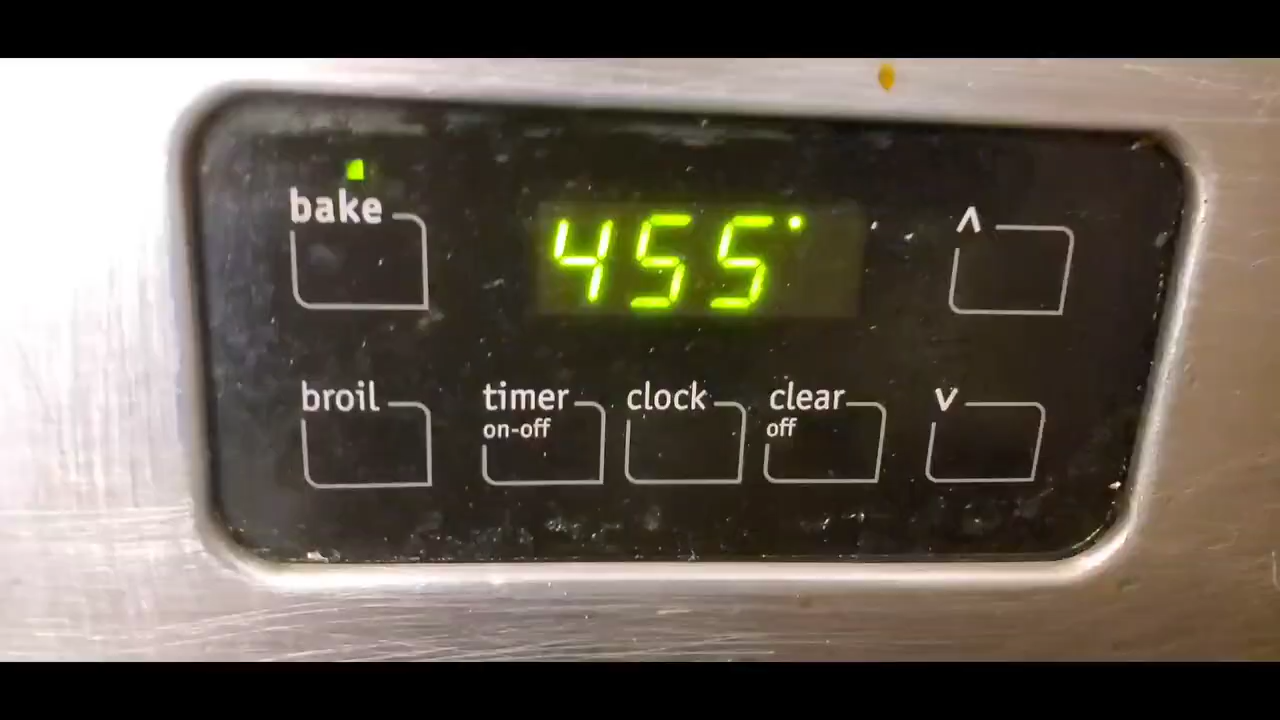 bake
455°
^
broil
timer
on-off
clock
clear
off
v